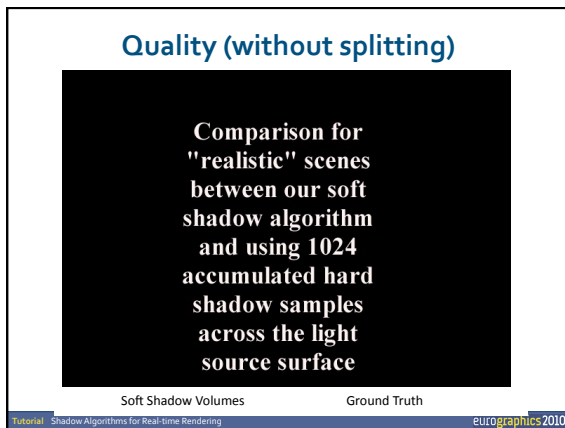 Quality (without splitting)
Comparison for
"realistic" scenes
between our soft
shadow algorithm
and using 1024
accumulated hard
shadow samples
across the light
source surface
Soft Shadow Volumes Ground Truth
Tutorial Shadow Algorithms for Real-time Rendering eurographics2010